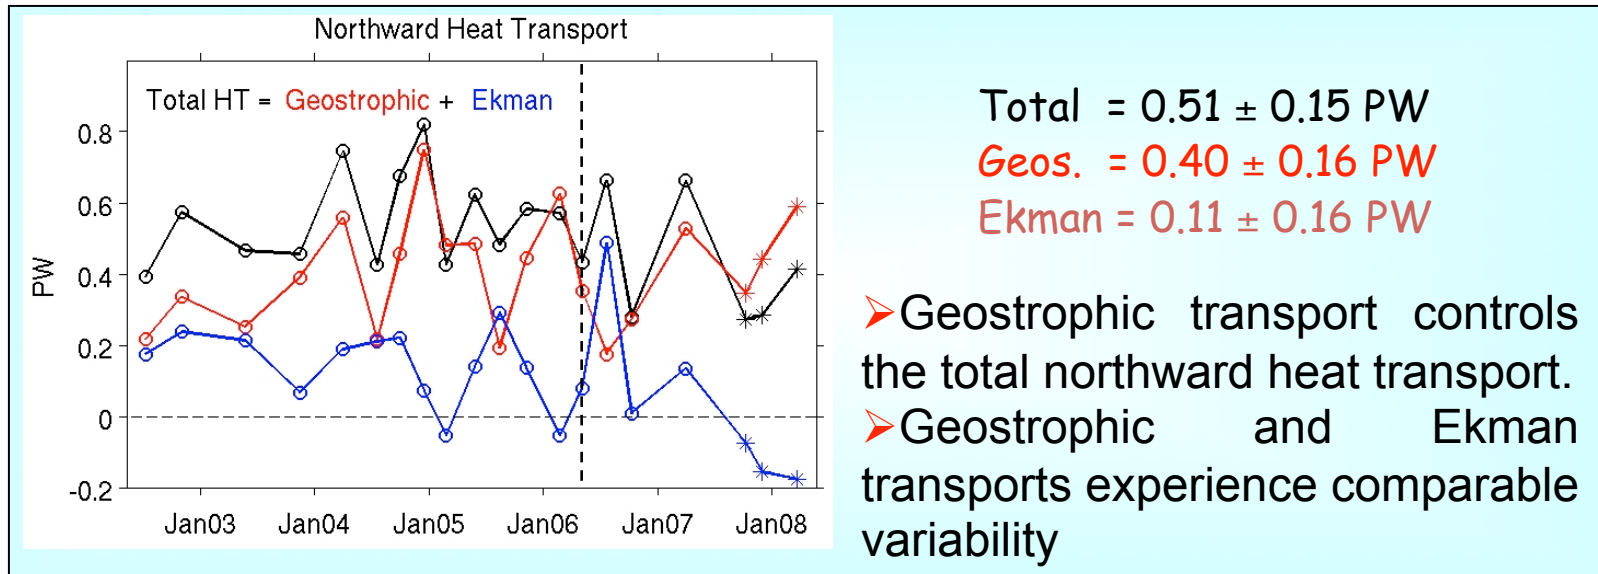 Northward Heat Transport
Total HT = Geostrophic + Ekman
PW
0.8
0.6
0.4
0.2
0
-0.2
Jan03 Jan04 Jan05 Jan06 Jan07 Jan08
Total = 0.51 ± 0.15 PW
Geos. = 0.40 ± 0.16 PW
Ekman = 0.11 ± 0.16 PW
➢Geostrophic transport controls
the total northward heat transport.
➢Geostrophic and Ekman
transports experience comparable
variability